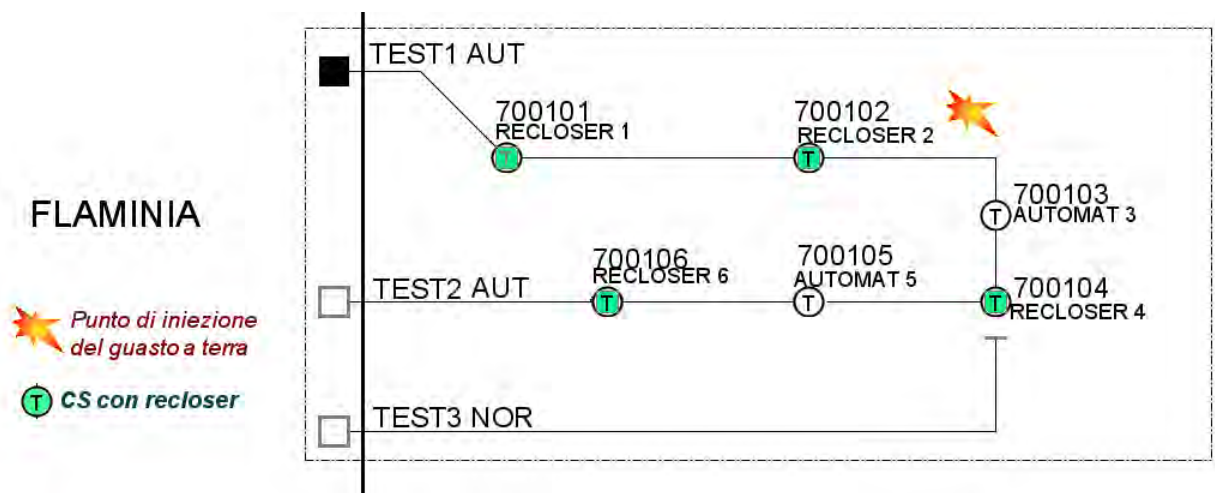 TEST1 AUT
700101
RECLOSER 1
T
700102
RECLOSER 2
T
FLAMINIA
700103
AUTOMAT 3
T
TEST2 AUT
700106
RECLOSER 6
T
700105
AUTOMAT 5
T
700104
RECLOSER 4
T
Punto di iniezione
del guasto a terra
T
CS con recloser
TEST3 NOR